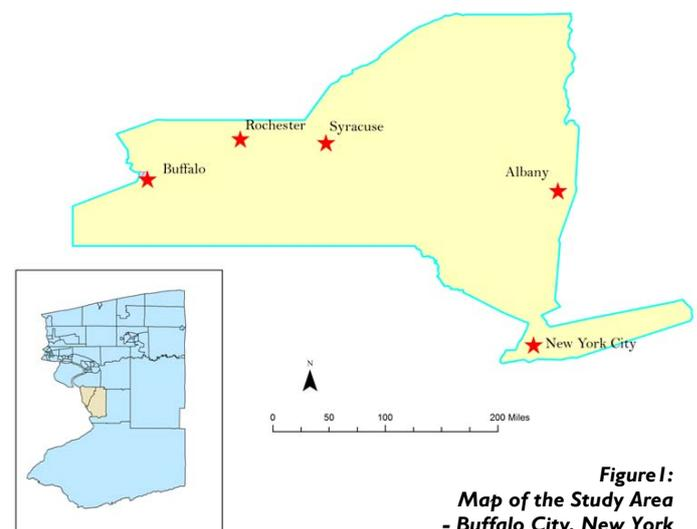 Rochester
Syracuse
Buffalo
Albany
New York City
N
0 50 100 200 Miles
Figure1:
Map of the Study Area
- Buffalo City, New York